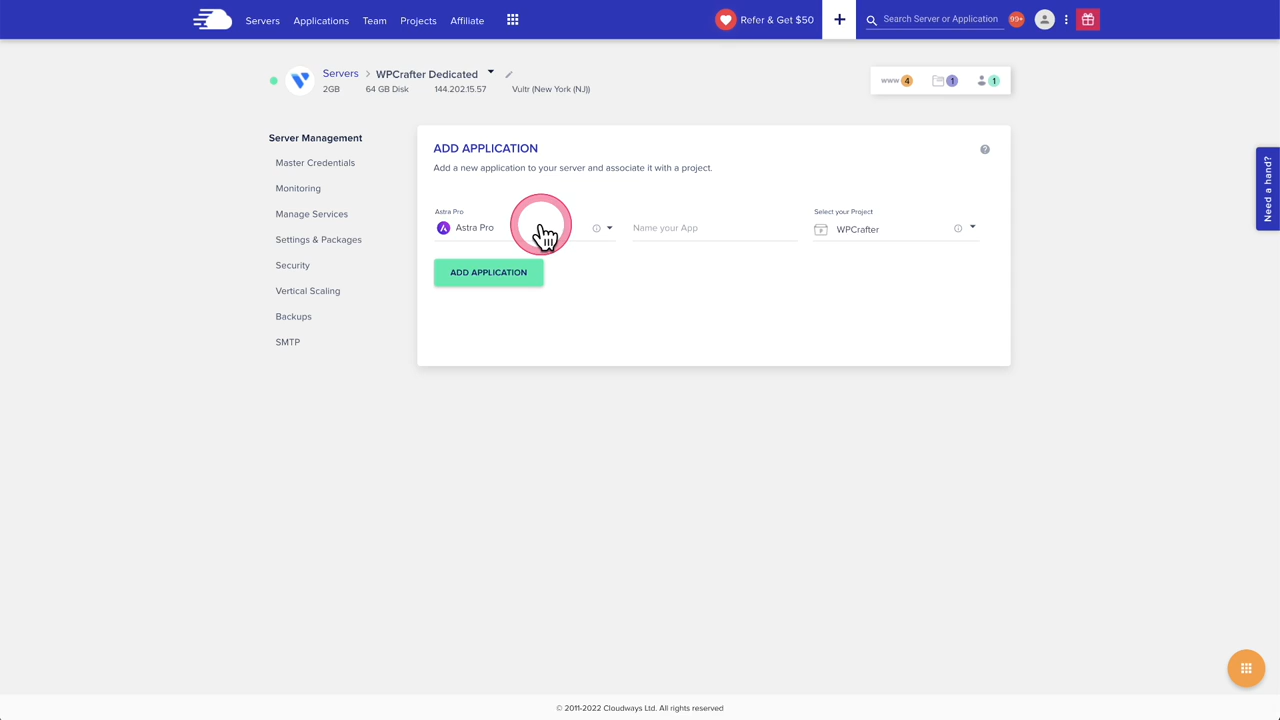 Servers
Applications
Team
Projects
Affiliate
Refer & Get $50
+
Search Server or Application
99+
Servers > WPCrafter Dedicated
2GB
64 GB Disk
144.202.15.57
Vultr (New York (NJ))
www 4
1
1
Server Management
Master Credentials
Monitoring
Manage Services
Settings & Packages
Security
Vertical Scaling
Backups
SMTP
ADD APPLICATION
Add a new application to your server and associate it with a project.
Astra Pro
Astra Pro
Name your App
Select your Project
WPCrafter
ADD APPLICATION
Need a hand?
© 2011-2022 Cloudways Ltd. All rights reserved